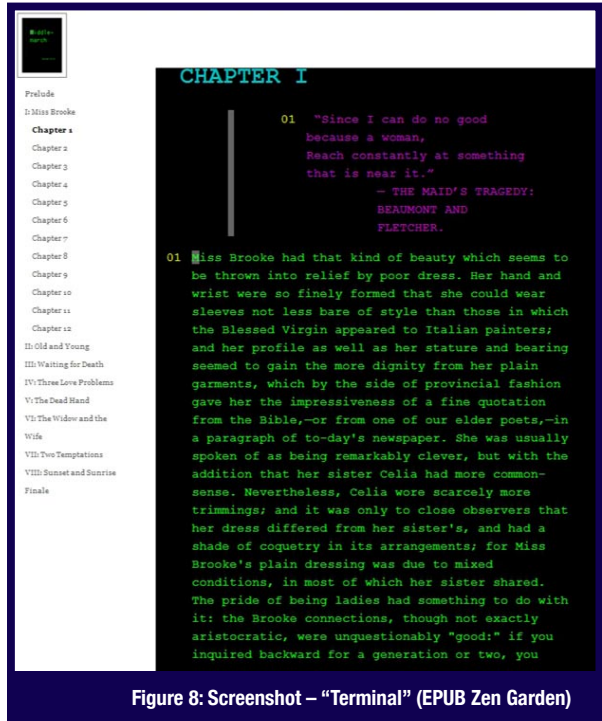 Middle-
march
Prelude
I: Miss Brooke
Chapter 1
Chapter 2
Chapter 3
Chapter 4
Chapter 5
Chapter 6
Chapter 7
Chapter 8
Chapter 9
Chapter 10
Chapter 11
Chapter 12
II: Old and Young
III: Waiting for Death
IV: Three Love Problems
V: The Dead Hand
VI: The Widow and the
Wife
VII: Two Temptations
VIII: Sunset and Sunrise
Finale
CHAPTER I
01 "Since I can do no good
because a woman,
Reach constantly at something
that is near it."
— THE MAID'S TRAGEDY:
BEAUMONT AND
FLETCHER.
01 Miss Brooke had that kind of beauty which seems to
be thrown into relief by poor dress. Her hand and
wrist were so finely formed that she could wear
sleeves not less bare of style than those in which
the Blessed Virgin appeared to Italian painters;
and her profile as well as her stature and bearing
seemed to gain the more dignity from her plain
garments, which by the side of provincial fashion
gave her the impressiveness of a fine quotation
from the Bible,—or from one of our elder poets,—in
a paragraph of to-day's newspaper. She was usually
spoken of as being remarkably clever, but with the
addition that her sister Celia had more common-
sense. Nevertheless, Celia wore scarcely more
trimmings; and it was only to close observers that
her dress differed from her sister's, and had a
shade of coquetry in its arrangements; for Miss
Brooke's plain dressing was due to mixed
conditions, in most of which her sister shared.
The pride of being ladies had something to do with
it: the Brooke connections, though not exactly
aristocratic, were unquestionably "good:" if you
inquired backward for a generation or two, you
Figure 8: Screenshot – “Terminal” (EPUB Zen Garden)